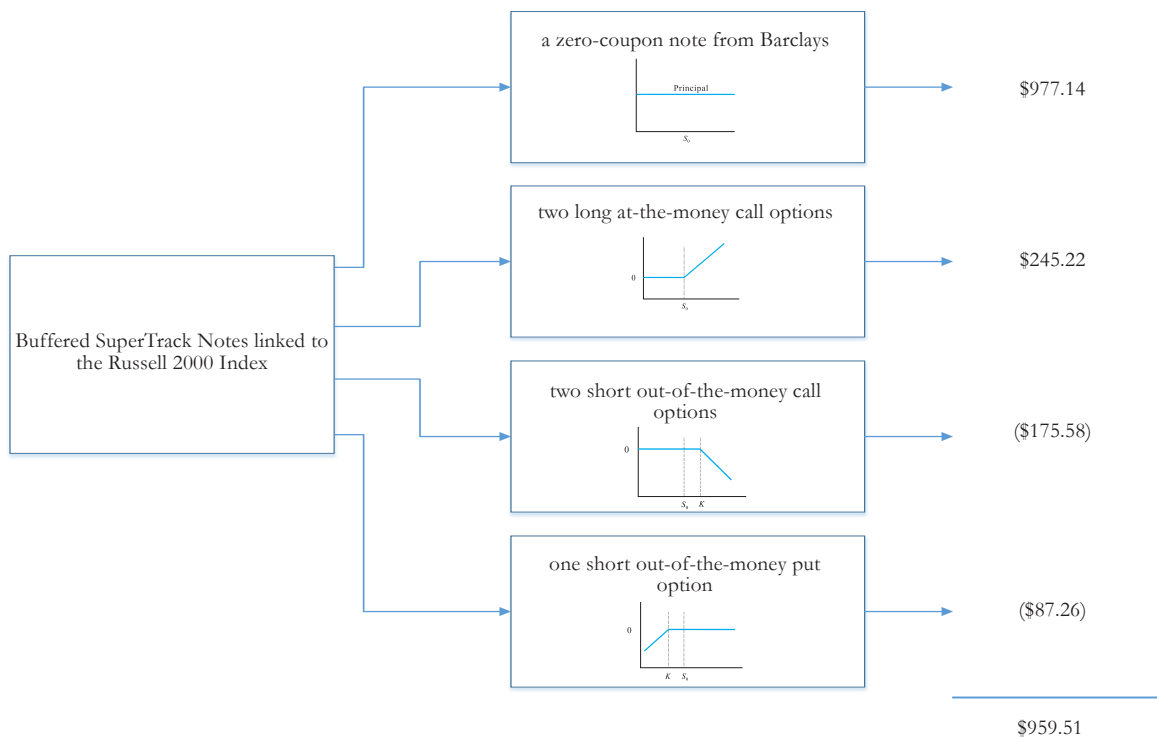 a zero-coupon note from Barclays
Principal
S₀
$977.14
two long at-the-money call options
0
S₀
$245.22
Buffered SuperTrack Notes linked to
the Russell 2000 Index
two short out-of-the-money call
options
0
S₀ K
($175.58)
one short out-of-the-money put
option
0
K S₀
($87.26)
$959.51